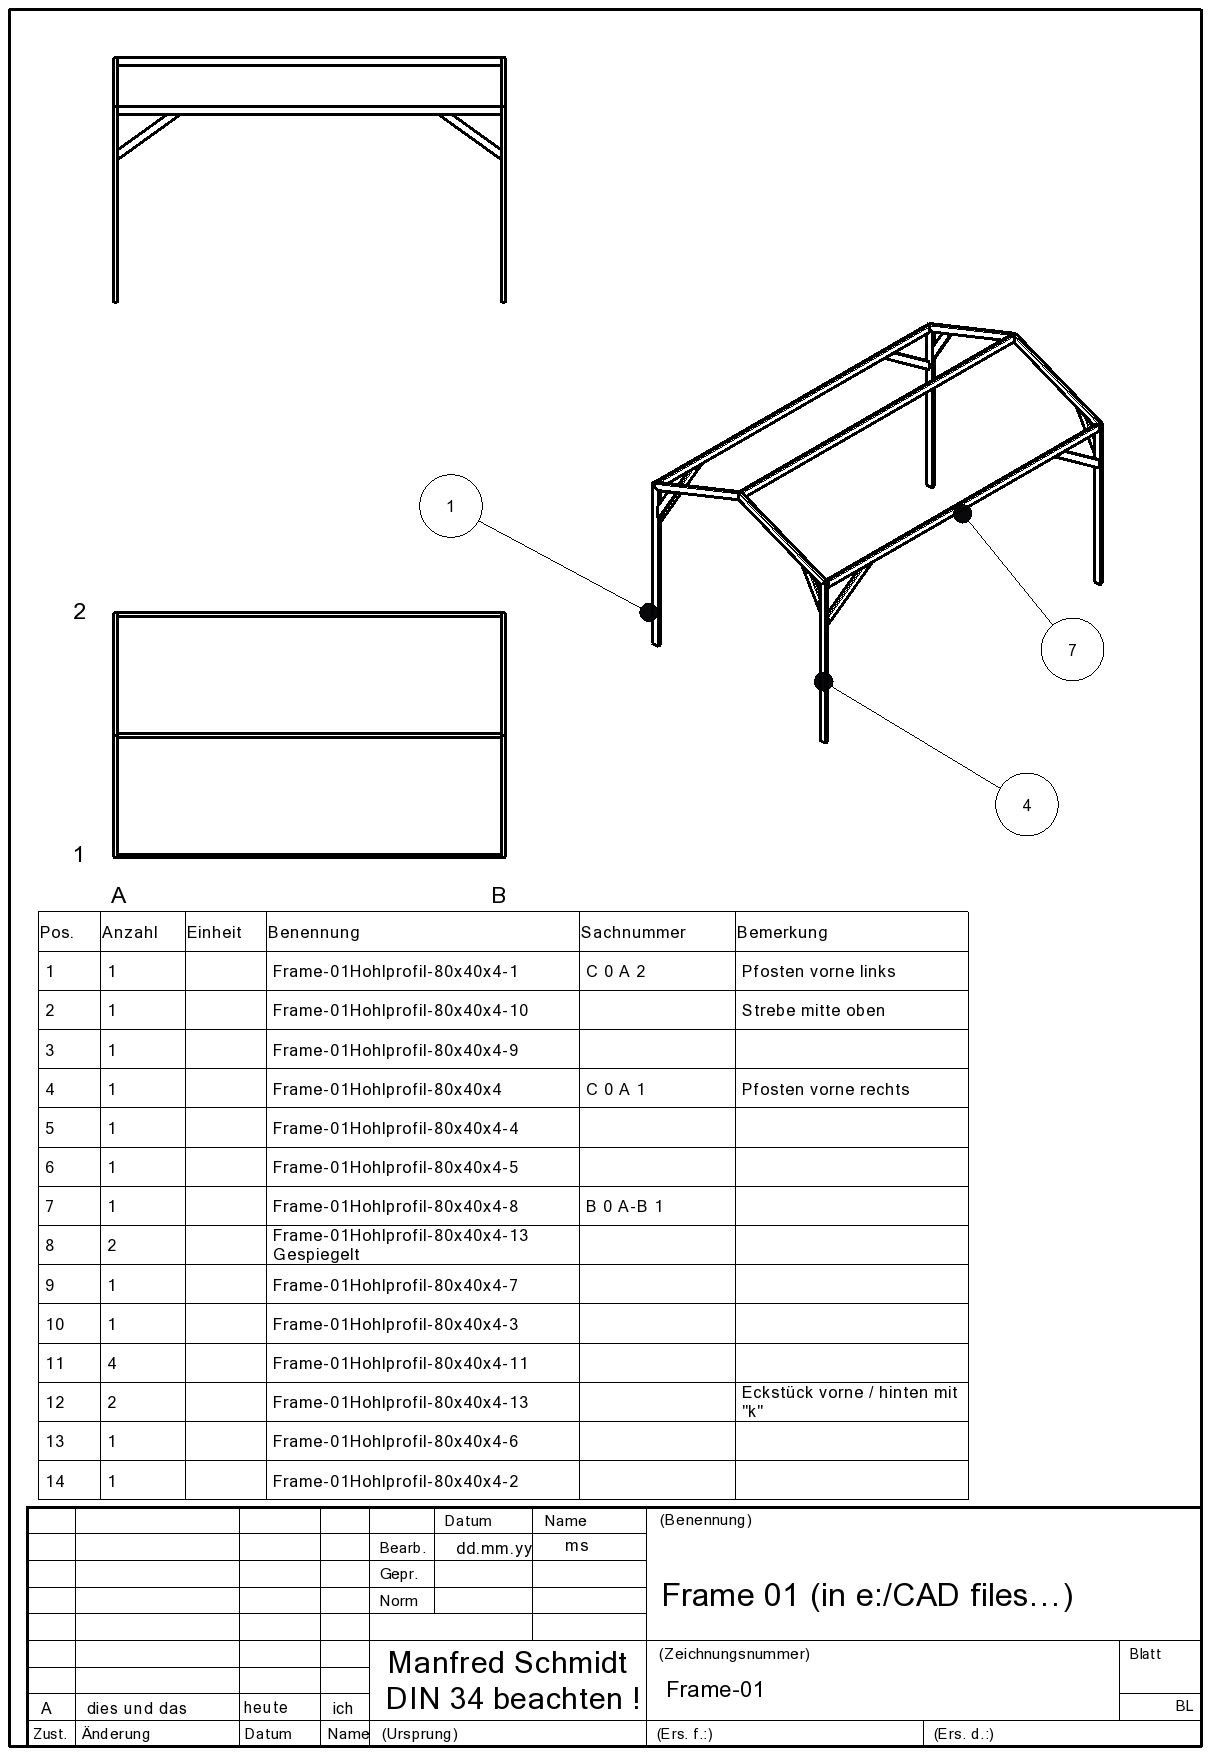 1
7
4
2
1
A B
Pos. Anzahl Einheit Benennung Sachnummer Bemerkung
1 1 Frame-01Hohlprofil-80x40x4-1 C 0 A 2 Pfosten vorne links
2 1 Frame-01Hohlprofil-80x40x4-10 Strebe mitte oben
3 1 Frame-01Hohlprofil-80x40x4-9
4 1 Frame-01Hohlprofil-80x40x4 C 0 A 1 Pfosten vorne rechts
5 1 Frame-01Hohlprofil-80x40x4-4
6 1 Frame-01Hohlprofil-80x40x4-5
7 1 Frame-01Hohlprofil-80x40x4-8 B 0 A-B 1
8 2 Frame-01Hohlprofil-80x40x4-13
Gespiegelt
9 1 Frame-01Hohlprofil-80x40x4-7
10 1 Frame-01Hohlprofil-80x40x4-3
11 4 Frame-01Hohlprofil-80x40x4-11
12 2 Frame-01Hohlprofil-80x40x4-13 Eckstück vorne / hinten mit
"k"
13 1 Frame-01Hohlprofil-80x40x4-6
14 1 Frame-01Hohlprofil-80x40x4-2
Datum Name (Benennung)
Bearb. dd.mm.yy ms
Gepr.
Norm
Frame 01 (in e:/CAD files...)
Manfred Schmidt
DIN 34 beachten !
(Zeichnungsnummer) Blatt
Frame-01
BL
A dies und das heute ich
Zust. Änderung Datum Name (Ursprung) (Ers. f.:) (Ers. d.:)